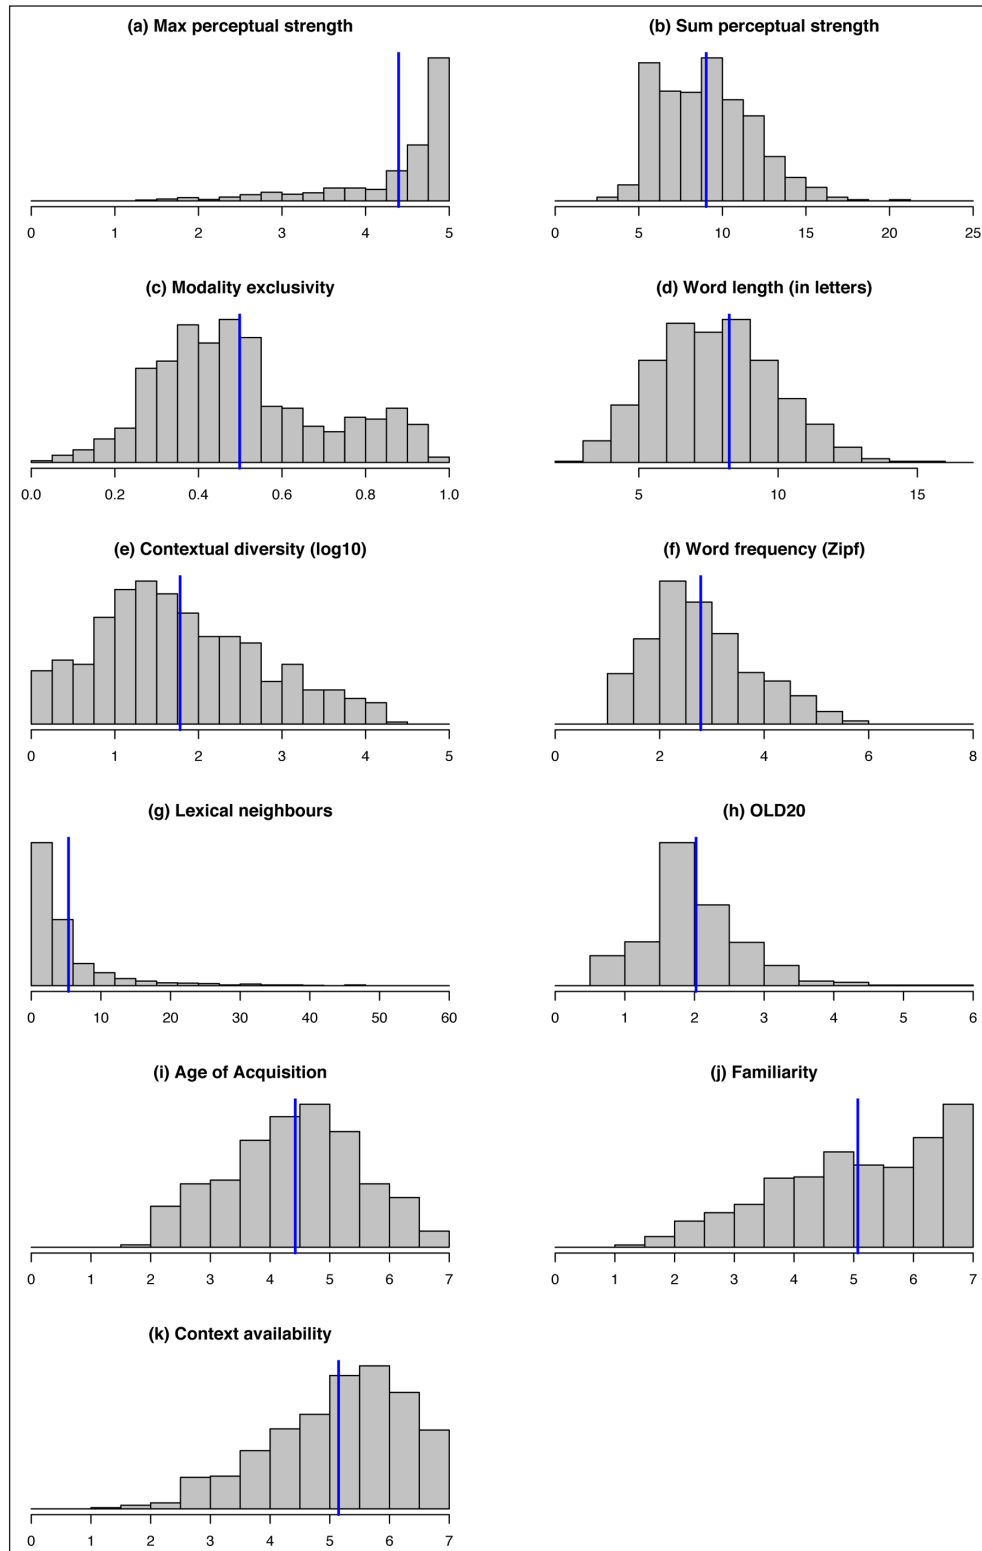 (a) Max perceptual strength
0 1 2 3 4 5
(b) Sum perceptual strength
0 5 10 15 20 25
(c) Modality exclusivity
0.0 0.2 0.4 0.6 0.8 1.0
(d) Word length (in letters)
5 10 15
(e) Contextual diversity (log10)
0 1 2 3 4 5
(f) Word frequency (Zipf)
0 2 4 6 8
(g) Lexical neighbours
0 10 20 30 40 50 60
(h) OLD20
0 1 2 3 4 5 6
(i) Age of Acquisition
0 1 2 3 4 5 6 7
(j) Familiarity
0 1 2 3 4 5 6 7
(k) Context availability
0 1 2 3 4 5 6 7